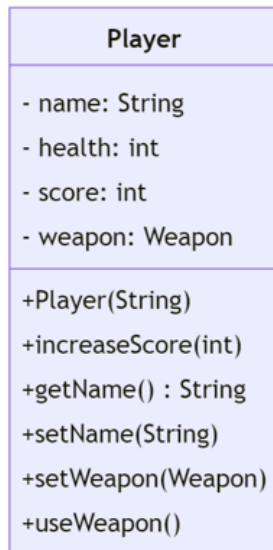 Player
- name: String
- health: int
- score: int
- weapon: Weapon
+Player(String)
+increaseScore(int)
+getName() : String
+setName(String)
+setWeapon(Weapon)
+useWeapon()